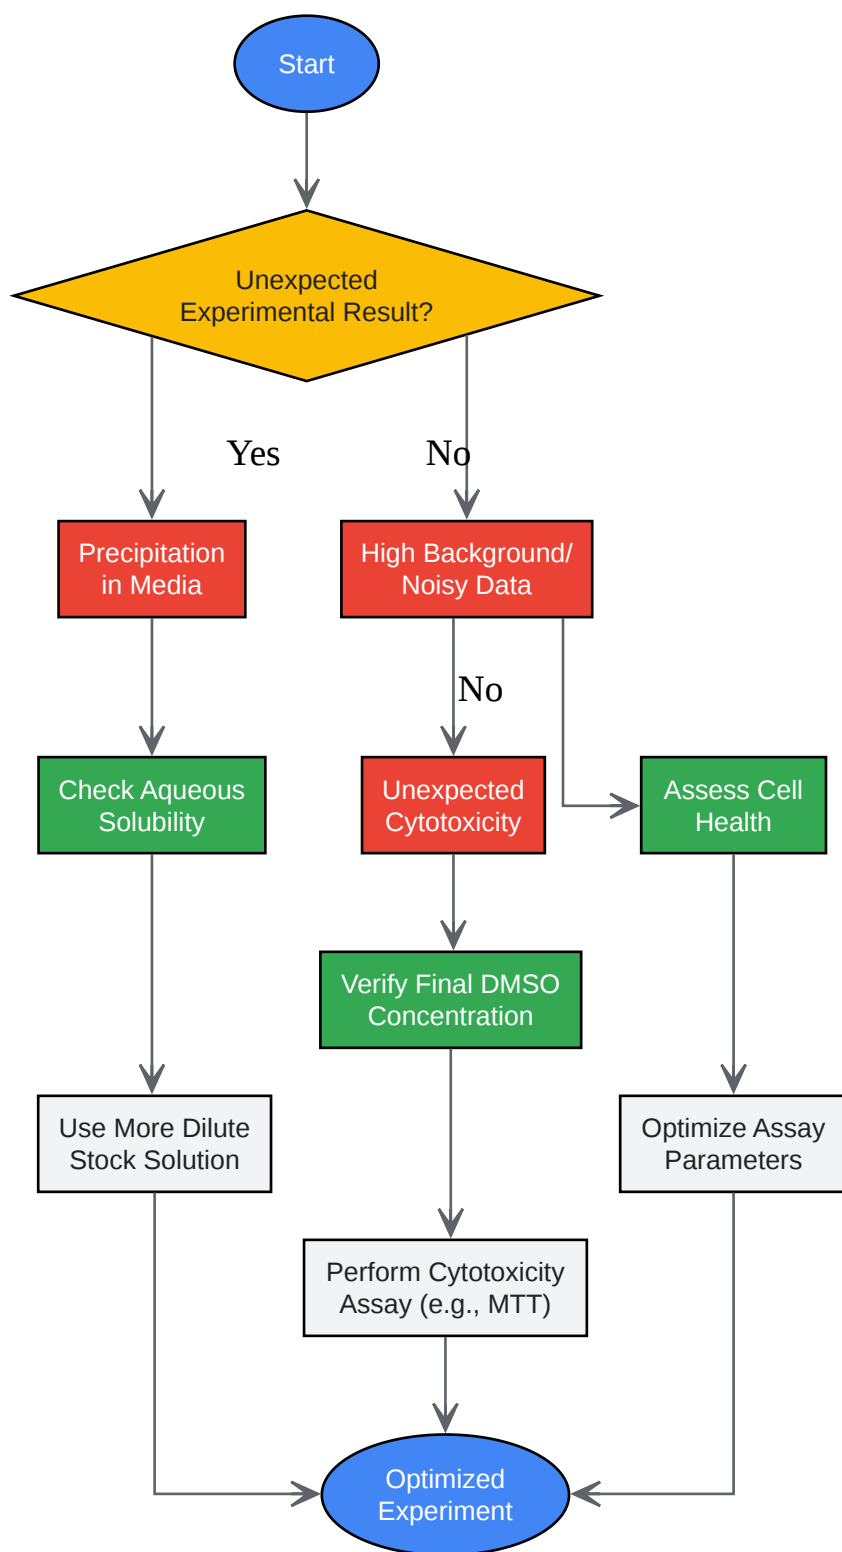 Start
Unexpected
Experimental Result?
Yes
No
Precipitation
in Media
High Background/
Noisy Data
No
Check Aqueous
Solubility
Unexpected
Cytotoxicity
Assess Cell
Health
Verify Final DMSO
Concentration
Use More Dilute
Stock Solution
Optimize Assay
Parameters
Perform Cytotoxicity
Assay (e.g., MTT)
Optimized
Experiment